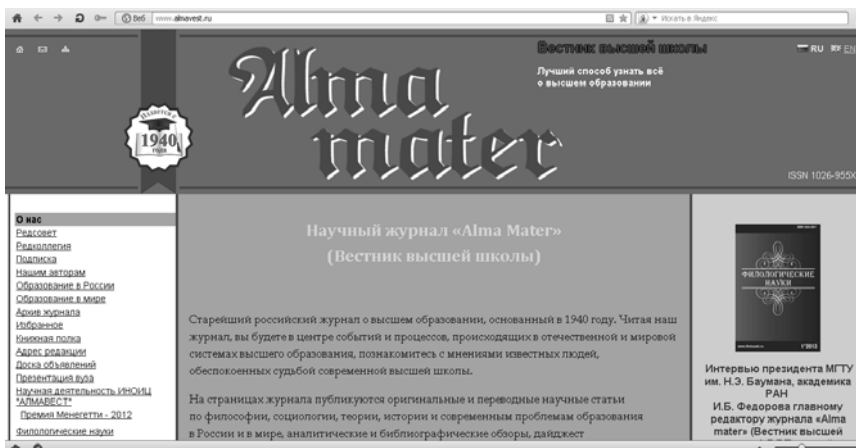 Веб www.almavest.ru
Искать в Яндекс
Alma
mater
Вестник высшей школы
Лучший способ узнать всё
о высшем образовании
RU EN
Издается с
1940
года
ISSN 1026-955X
О нас
Редсовет
Редколлегия
Подписка
Нашим авторам
Образование в России
Образование в мире
Архив журнала
Избранное
Книжная полка
Адрес редакции
Доска объявлений
Презентация вуза
Научная деятельность ИНОИЦ
"АЛМАВЕСТ"
Премия Менегетти - 2012
Филологические науки
Научный журнал «Alma Mater»
(Вестник высшей школы)
Старейший российский журнал о высшем образовании, основанный в 1940 году. Читая наш
журнал, вы будете в центре событий и процессов, происходящих в отечественной и мировой
системах высшего образования, познакомитесь с мнениями известных людей,
обеспокоенных судьбой современной высшей школы.
На страницах журнала публикуются оригинальные и переводные научные статьи
по философии, социологии, теории, истории и современным проблемам образования
в России и в мире, аналитические и библиографические обзоры, дайджест
ФИЛОЛОГИЧЕСКИЕ
НАУКИ
Интервью президента МГТУ
им. Н.Э. Баумана, академика
РАН
И.Б. Федорова главному
редактору журнала «Alma
mater» (Вестник высшей